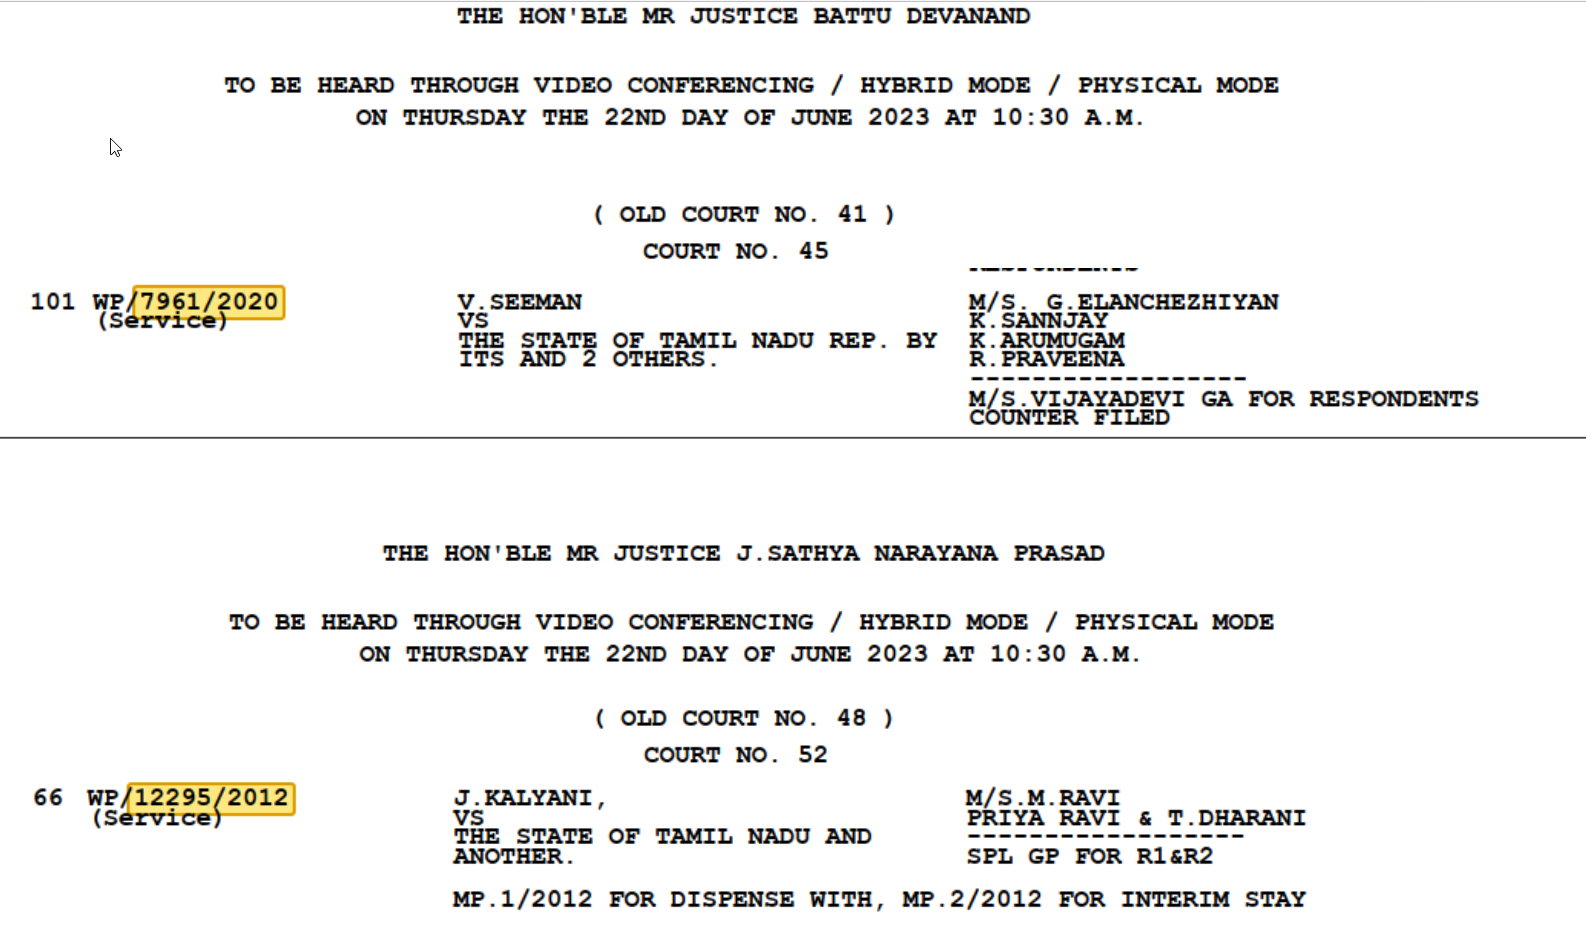 THE HON'BLE MR JUSTICE BATTU DEVANAND
TO BE HEARD THROUGH VIDEO CONFERENCING / HYBRID MODE / PHYSICAL MODE
ON THURSDAY THE 22ND DAY OF JUNE 2023 AT 10:30 A.M.
( OLD COURT NO. 41 )
COURT NO. 45
101 WP/7961/2020 V.SEEMAN M/S. G.ELANCHEZHIYAN
(Service) VS K.SANNJAY
THE STATE OF TAMIL NADU REP. BY K.ARUMUGAM
ITS AND 2 OTHERS. R.PRAVEENA
------------------
M/S.VIJAYADEVI GA FOR RESPONDENTS
COUNTER FILED
THE HON'BLE MR JUSTICE J.SATHYA NARAYANA PRASAD
TO BE HEARD THROUGH VIDEO CONFERENCING / HYBRID MODE / PHYSICAL MODE
ON THURSDAY THE 22ND DAY OF JUNE 2023 AT 10:30 A.M.
( OLD COURT NO. 48 )
COURT NO. 52
66 WP/12295/2012 J.KALYANI, M/S.M.RAVI
(Service) VS PRIYA RAVI & T.DHARANI
THE STATE OF TAMIL NADU AND ------------------
ANOTHER. SPL GP FOR R1&R2
MP.1/2012 FOR DISPENSE WITH, MP.2/2012 FOR INTERIM STAY